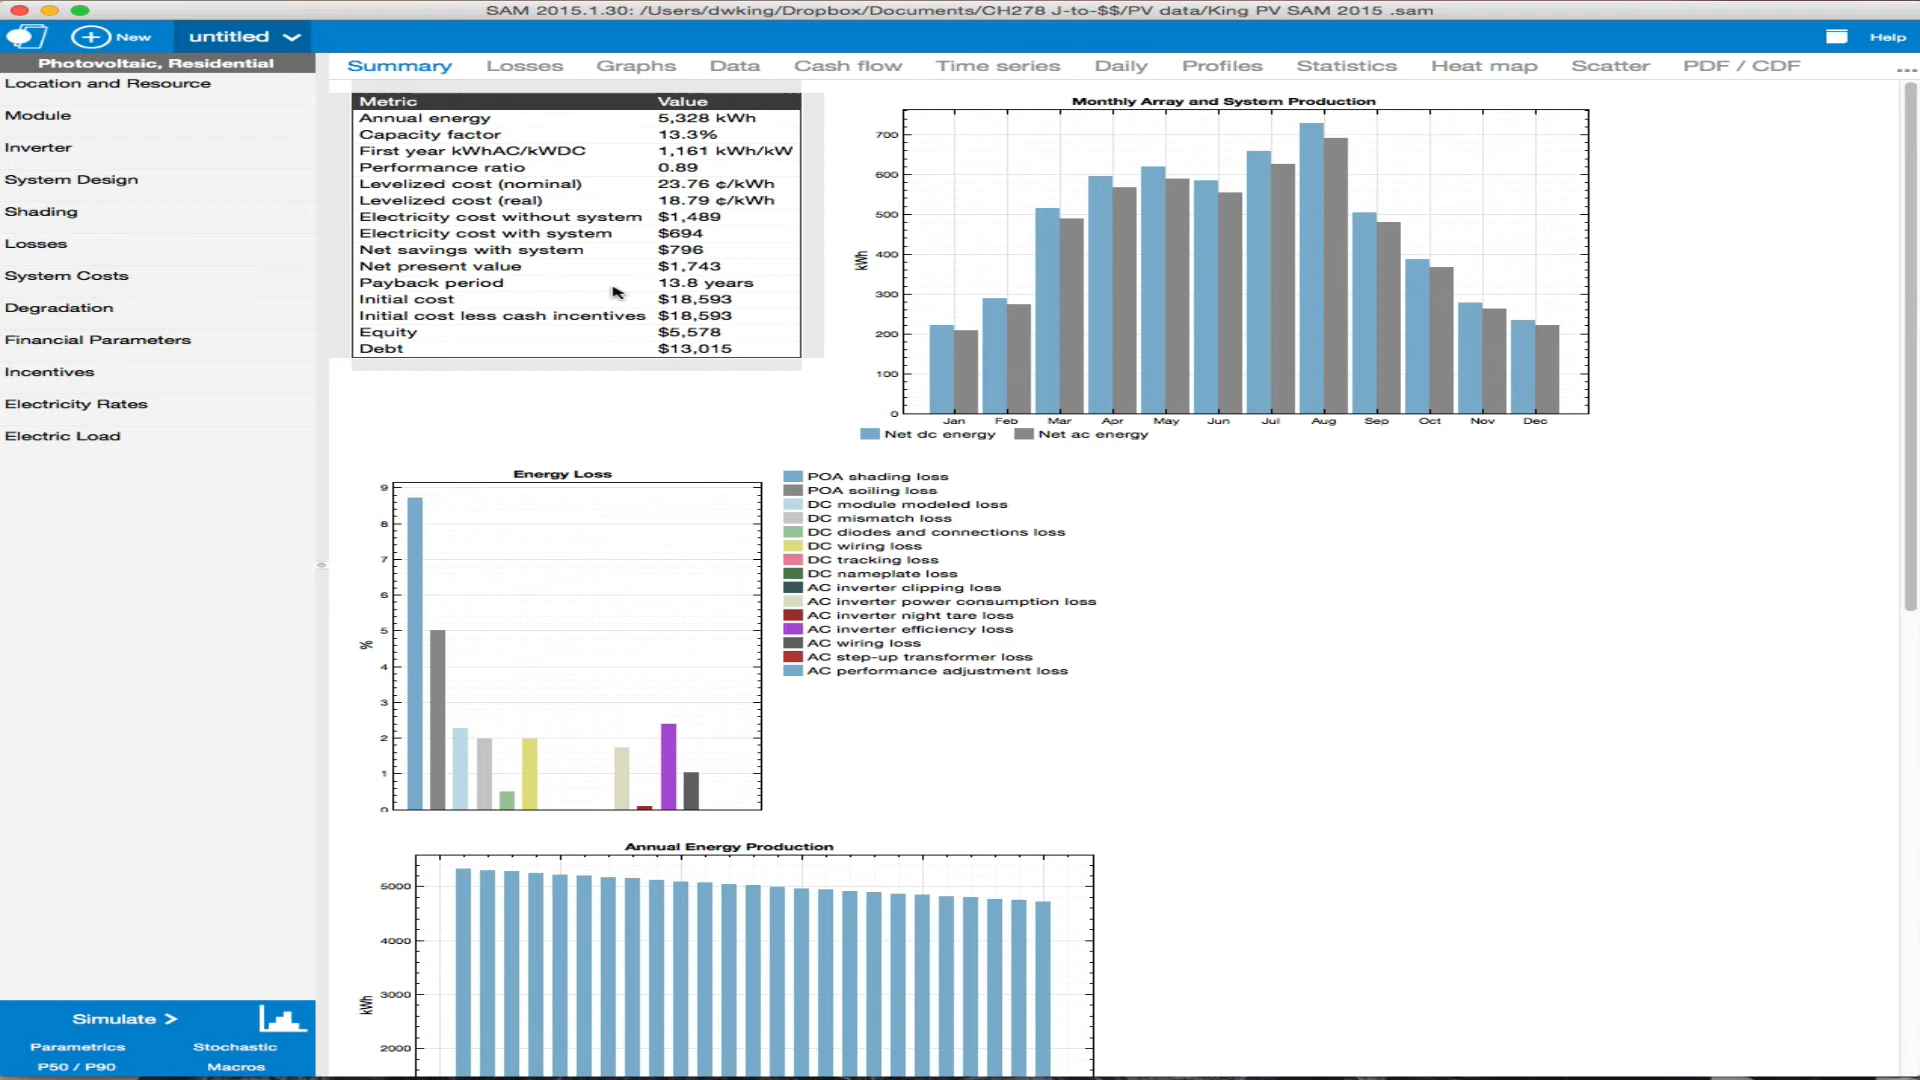 SAM 2015.1.30: /Users/dwking/Dropbox/Documents/CH278 J-to-$$/PV data/King PV SAM 2015 .sam
New
untitled
Help
Photovoltaic, Residential
Location and Resource
Module
Inverter
System Design
Shading
Losses
System Costs
Degradation
Financial Parameters
Incentives
Electricity Rates
Electric Load
Simulate >
Parametrics
Stochastic
P50 / P90
Macros
Summary Losses Graphs Data Cash flow Time series Daily Profiles Statistics Heat map Scatter PDF / CDF
...
Metric Value
Annual energy 5,328 kWh
Capacity factor 13.3%
First year kWhAC/kWDC 1,161 kWh/kW
Performance ratio 0.89
Levelized cost (nominal) 23.76 ¢/kWh
Levelized cost (real) 18.79 ¢/kWh
Electricity cost without system $1,489
Electricity cost with system $694
Net savings with system $796
Net present value $1,743
Payback period 13.8 years
Initial cost $18,593
Initial cost less cash incentives $18,593
Equity $5,578
Debt $13,015
Monthly Array and System Production
700
600
500
400
300
200
100
0
kWh
Jan Feb Mar Apr May Jun Jul Aug Sep Oct Nov Dec
Net dc energy Net ac energy
Energy Loss
9
8
7
6
5
4
3
2
1
0
%
POA shading loss
POA soiling loss
DC module modeled loss
DC mismatch loss
DC diodes and connections loss
DC wiring loss
DC tracking loss
DC nameplate loss
AC inverter clipping loss
AC inverter power consumption loss
AC inverter night tare loss
AC inverter efficiency loss
AC wiring loss
AC step-up transformer loss
AC performance adjustment loss
Annual Energy Production
5000
4000
3000
2000
kWh